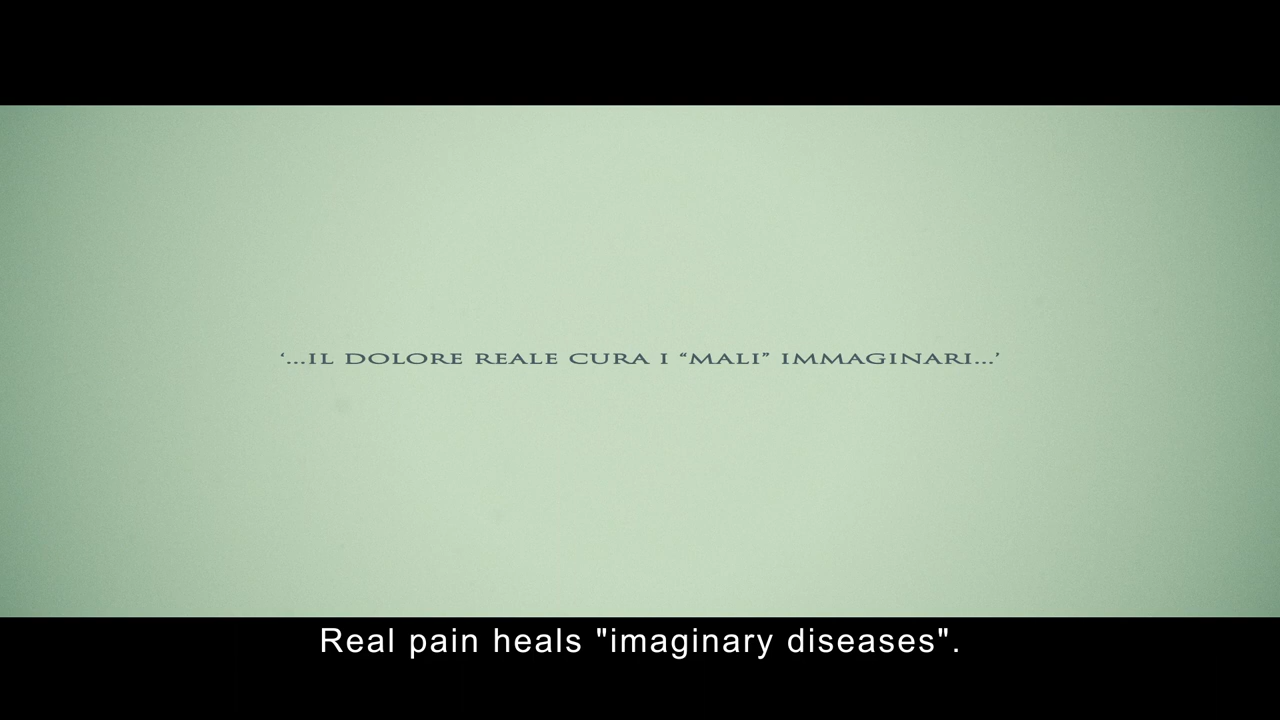 ‘...IL DOLORE REALE CURA I “MALI” IMMAGINARI...’
Real pain heals "imaginary diseases".